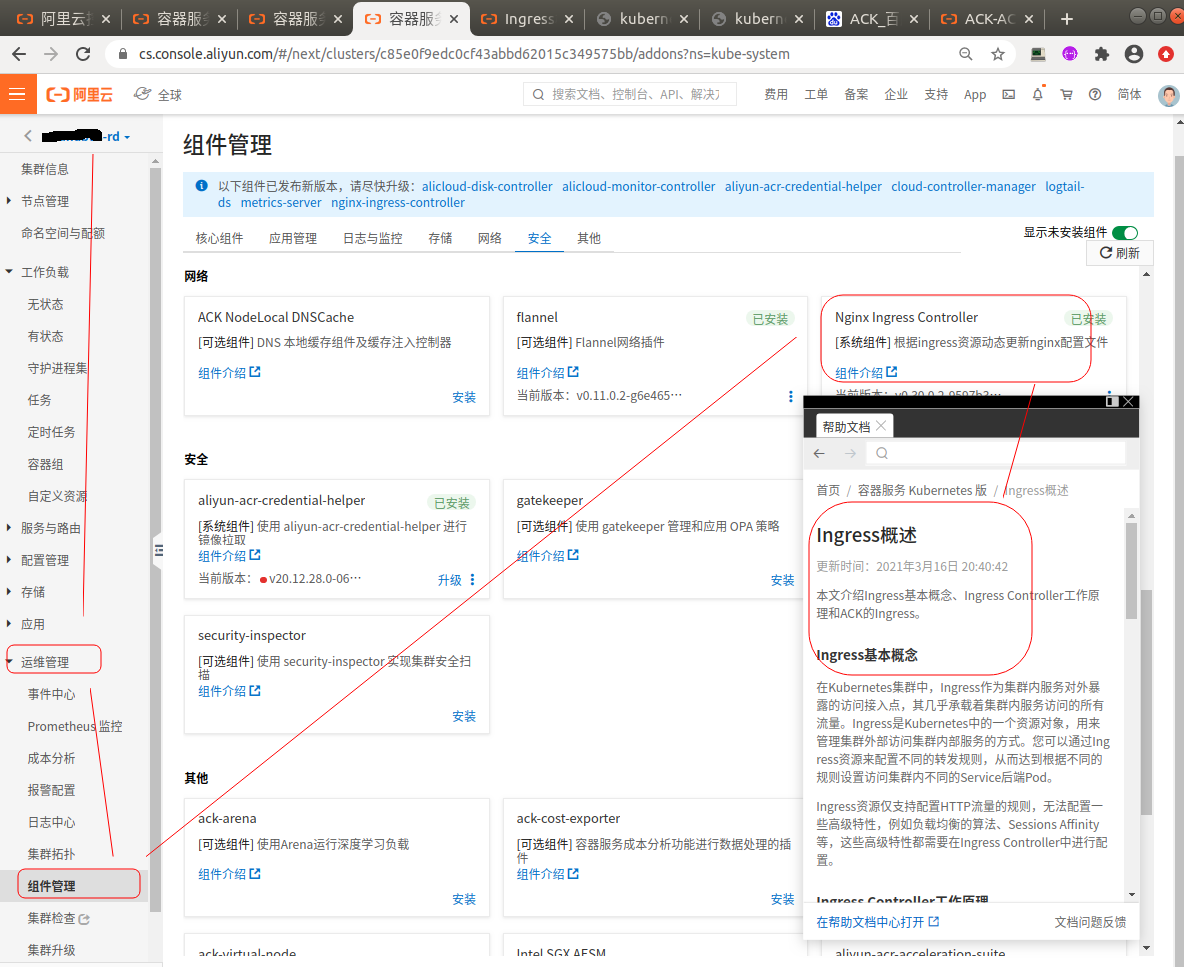 阿里云
容器服务
容器服务
容器服
Ingress
kubern
kubern
ACK_百
ACK-AC
cs.console.aliyun.com/#/next/clusters/c85e0f9edc0cf43abbd62015c349575bb/addons?ns=kube-system
阿里云
全球
搜索文档、控制台、API、解决方
费用 工单 备案 企业 支持 App 简体
-rd
集群信息
节点管理
命名空间与配额
工作负载
无状态
有状态
守护进程集
任务
定时任务
容器组
自定义资源
服务与路由
配置管理
存储
应用
运维管理
事件中心
Prometheus 监控
成本分析
报警配置
日志中心
集群拓扑
组件管理
集群检查
集群升级
组件管理
以下组件已发布新版本，请尽快升级：alicloud-disk-controller alicloud-monitor-controller aliyun-acr-credential-helper cloud-controller-manager logtail-
ds metrics-server nginx-ingress-controller
核心组件 应用管理 日志与监控 存储 网络 安全 其他
显示未安装组件
刷新
网络
ACK NodeLocal DNSCache
[可选组件] DNS 本地缓存组件及缓存注入控制器
组件介绍
安装
flannel
已安装
[可选组件] Flannel网络插件
组件介绍
当前版本：v0.11.0.2-g6e465···
Nginx Ingress Controller
已安装
[系统组件] 根据ingress资源动态更新nginx配置文件
组件介绍
当前版本：v0.30.0.2-9597b3···
安全
aliyun-acr-credential-helper
已安装
[系统组件] 使用 aliyun-acr-credential-helper 进行
镜像拉取
组件介绍
当前版本：v20.12.28.0-06···
升级
gatekeeper
[可选组件] 使用 gatekeeper 管理和应用 OPA 策略
组件介绍
安装
security-inspector
[可选组件] 使用 security-inspector 实现集群安全扫
描
组件介绍
安装
其他
ack-arena
[可选组件] 使用Arena运行深度学习负载
组件介绍
安装
ack-cost-exporter
[可选组件] 容器服务成本分析功能进行数据处理的插
件
组件介绍
安装
ack-virtual-node
Intel SGX AESM
aliyun-acr-acceleration-suite
帮助文档
首页 / 容器服务 Kubernetes 版 / Ingress概述
Ingress概述
更新时间：2021年3月16日 20:40:42
本文介绍Ingress基本概念、Ingress Controller工作原
理和ACK的Ingress。
Ingress基本概念
在Kubernetes集群中，Ingress作为集群内服务对外暴
露的访问接入点，其几乎承载着集群内服务访问的所有
流量。Ingress是Kubernetes中的一个资源对象，用来
管理集群外部访问集群内部服务的方式。您可以通过Ing
ress资源来配置不同的转发规则，从而达到根据不同的
规则设置访问集群内不同的Service后端Pod。
Ingress资源仅支持配置HTTP流量的规则，无法配置一
些高级特性，例如负载均衡的算法、Sessions Affinity
等，这些高级特性都需要在Ingress Controller中进行配
置。
Ingress Controller工作原理
在帮助文档中心打开
文档问题反馈